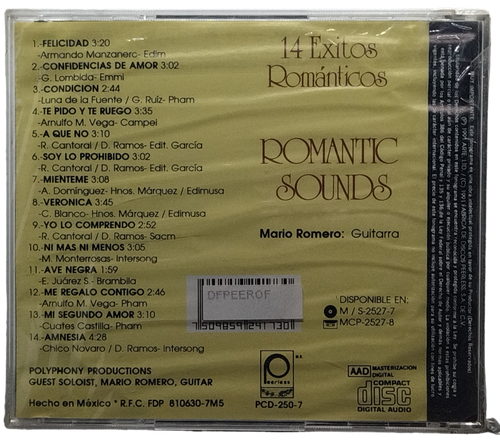 1.-FELICIDAD 3:20
Armando Manzanero- Edim
2.-CONFIDENCIAS DE AMOR 3:02
G. Lombida- Emmi
3.-CONDICION 2:44
Luna de la Fuente / G. Ruiz- Pham
4.-TE PIDO Y TE RUEGO 3:35
Arnulfo M. Vega- Campei
5.-A QUE NO 3:10
R. Cantoral / D. Ramos- Edit. García
6.-SOY LO PROHIBIDO 3:02
R. Cantoral / D. Ramos- Edit. García
7.-MIENTEME 3:08
A. Domínguez- Hnos. Márquez / Edimusa
8.-VERONICA 3:45
C. Blanco- Hnos. Márquez / Edimusa
9.-YO LO COMPRENDO 2:52
R. Cantoral / D. Ramos- Sacm
10.-NI MAS NI MENOS 3:05
M. Monterrosas- Intersong
11.-AVE NEGRA 1:59
E. Juárez S.- Brambila
12.-ME REGALO CONTIGO 2:46
Arnulfo M. Vega- Pham
13.-MI SEGUNDO AMOR 3:10
Cuates Castilla- Pham
14.-AMNESIA 4:28
Chico Novaro / D. Ramos- Intersong
POLYPHONY PRODUCTIONS
GUEST SOLOIST, MARIO ROMERO, GUITAR
Hecho en México • R.F.C. FDP 810630-7M5
14 Exitos
Románticos
ROMANTIC
SOUNDS
Mario Romero: Guitarra
DFPEEROF
7 509859 291130
DISPONIBLE EN:
M / S-2527-7
MCP-2527-8
Peerless
PCD-250-7
AAD MASTERIZACION
DIGITAL
COMPACT
disc
DIGITAL AUDIO